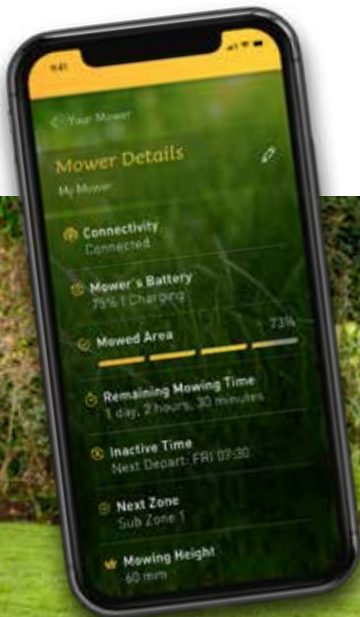 9:41
Your Mower
Mower Details
My Mower
Connectivity
Connected
Mower's Battery
75% | Charging
Mowed Area 73%
Remaining Mowing Time
1 day, 2 hours, 30 minutes
Inactive Time
Next Depart: FRI 07:30
Next Zone
Sub Zone 1
Mowing Height
60 mm